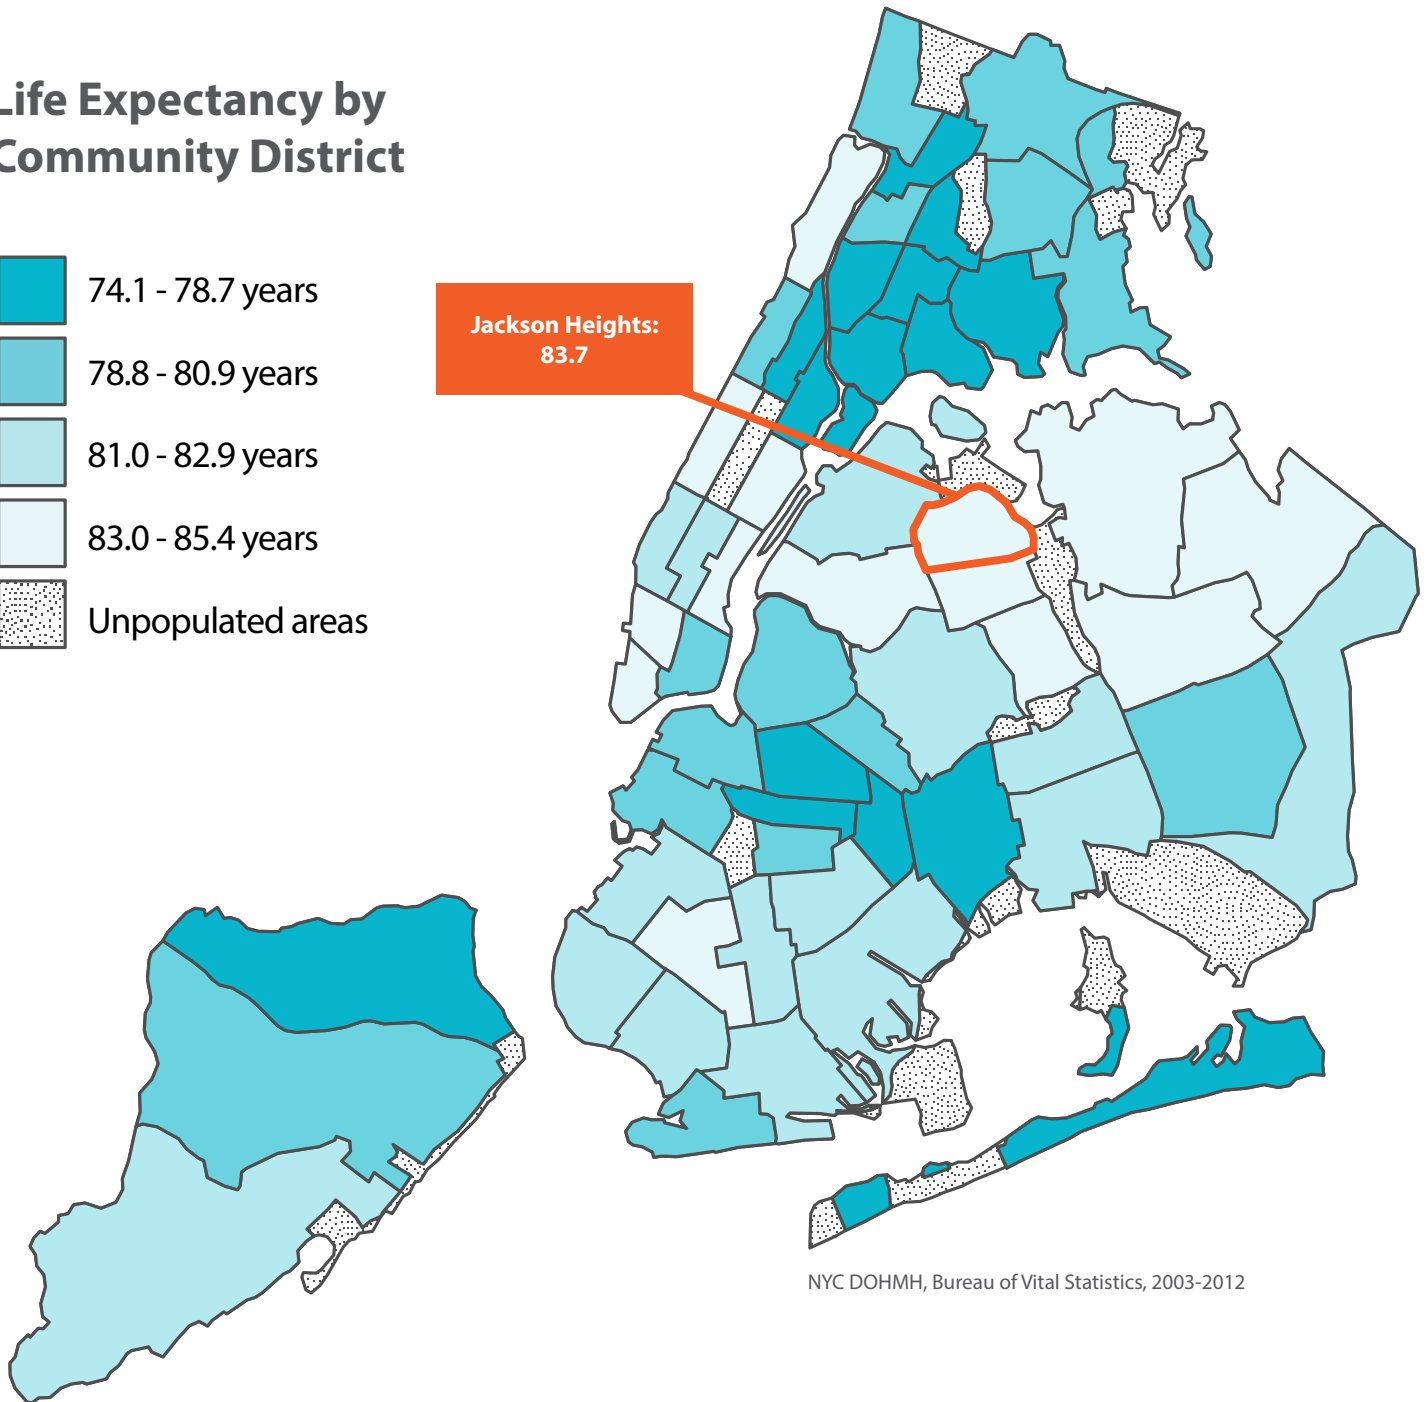 Life Expectancy by
Community District
74.1 - 78.7 years
78.8 - 80.9 years
81.0 - 82.9 years
83.0 - 85.4 years
Unpopulated areas
Jackson Heights:
83.7
NYC DOHMH, Bureau of Vital Statistics, 2003-2012